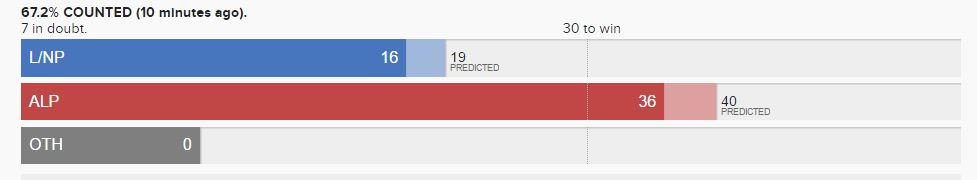 67.2% COUNTED (10 minutes ago).
7 in doubt. 30 to win
L/NP 16 19 PREDICTED
ALP 36 40 PREDICTED
OTH 0